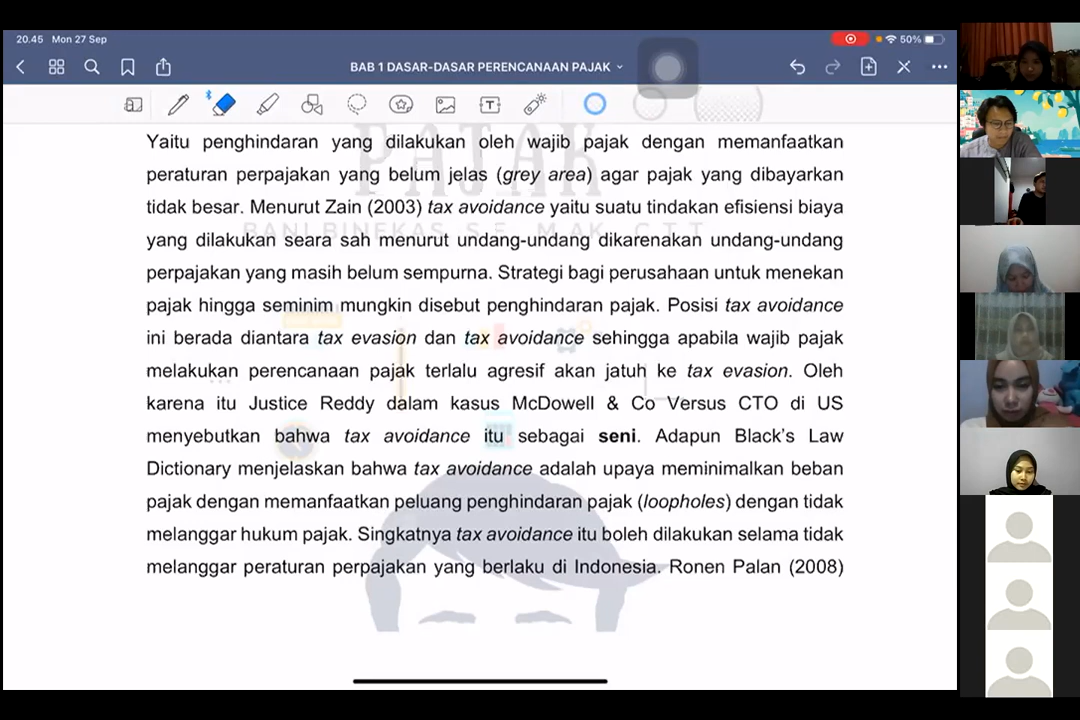 20.45 Mon 27 Sep
50%
BAB 1 DASAR-DASAR PERENCANAAN PAJAK
PAJAK
BANI BINEKAS S.E M.AK C.T.T
Yaitu penghindaran yang dilakukan oleh wajib pajak dengan memanfaatkan
peraturan perpajakan yang belum jelas (grey area) agar pajak yang dibayarkan
tidak besar. Menurut Zain (2003) tax avoidance yaitu suatu tindakan efisiensi biaya
yang dilakukan seara sah menurut undang-undang dikarenakan undang-undang
perpajakan yang masih belum sempurna. Strategi bagi perusahaan untuk menekan
pajak hingga seminim mungkin disebut penghindaran pajak. Posisi tax avoidance
ini berada diantara tax evasion dan tax avoidance sehingga apabila wajib pajak
melakukan perencanaan pajak terlalu agresif akan jatuh ke tax evasion. Oleh
karena itu Justice Reddy dalam kasus McDowell & Co Versus CTO di US
menyebutkan bahwa tax avoidance itu sebagai seni. Adapun Black's Law
Dictionary menjelaskan bahwa tax avoidance adalah upaya meminimalkan beban
pajak dengan memanfaatkan peluang penghindaran pajak (loopholes) dengan tidak
melanggar hukum pajak. Singkatnya tax avoidance itu boleh dilakukan selama tidak
melanggar peraturan perpajakan yang berlaku di Indonesia. Ronen Palan (2008)